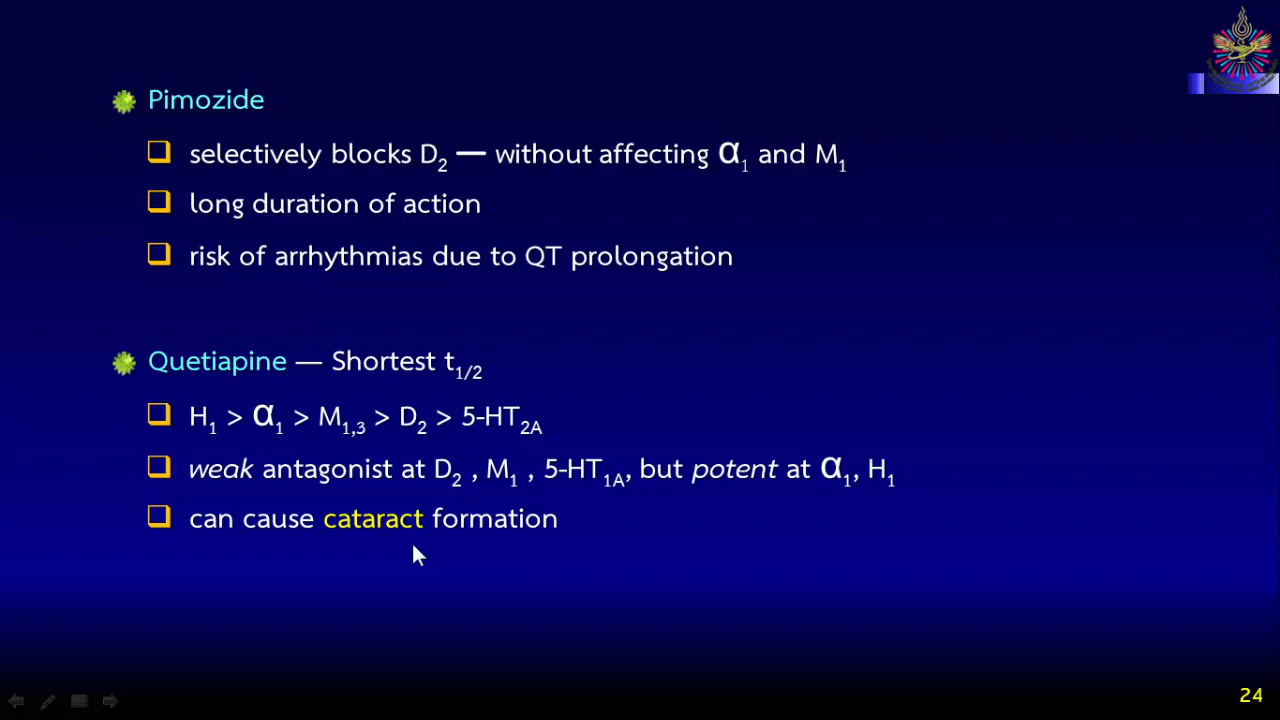 Pimozide
selectively blocks D₂ — without affecting α₁ and M₁
long duration of action
risk of arrhythmias due to QT prolongation
Quetiapine — Shortest t₁/₂
H₁ > α₁ > M₁,₃ > D₂ > 5-HT₂A
weak antagonist at D₂ , M₁ , 5-HT₁A, but potent at α₁, H₁
can cause cataract formation
24